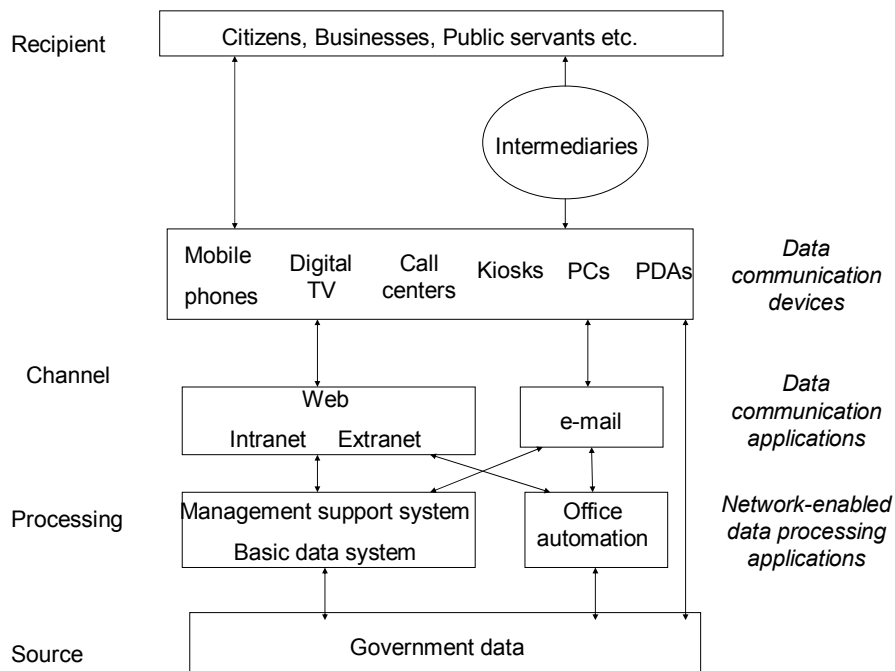 Recipient
Citizens, Businesses, Public servants etc.
Intermediaries
Mobile
phones
Digital
TV
Call
centers
Kiosks
PCs
PDAs
Data
communication
devices
Channel
Web
Intranet Extranet
e-mail
Data
communication
applications
Processing
Management support system
Basic data system
Office
automation
Network-enabled
data processing
applications
Source
Government data